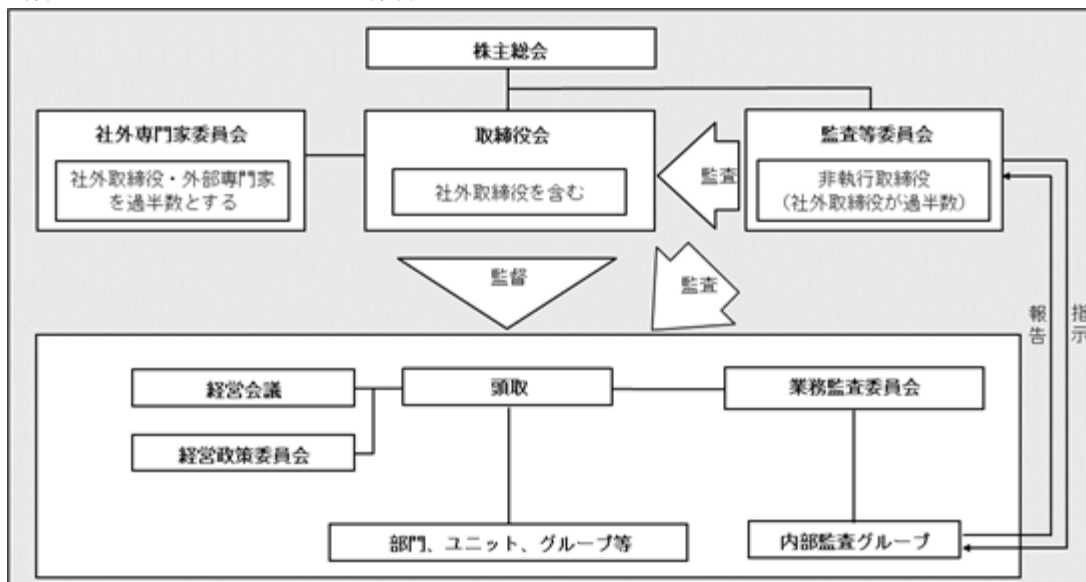 株主総会
社外専門家委員会
社外取締役・外部専門家
を過半数とする
取締役会
社外取締役を含む
監査
監査等委員会
非執行取締役
(社外取締役が過半数)
監督
監査
報告
指示
経営会議
頭取
業務監査委員会
経営政策委員会
部門、ユニット、グループ等
内部監査グループ